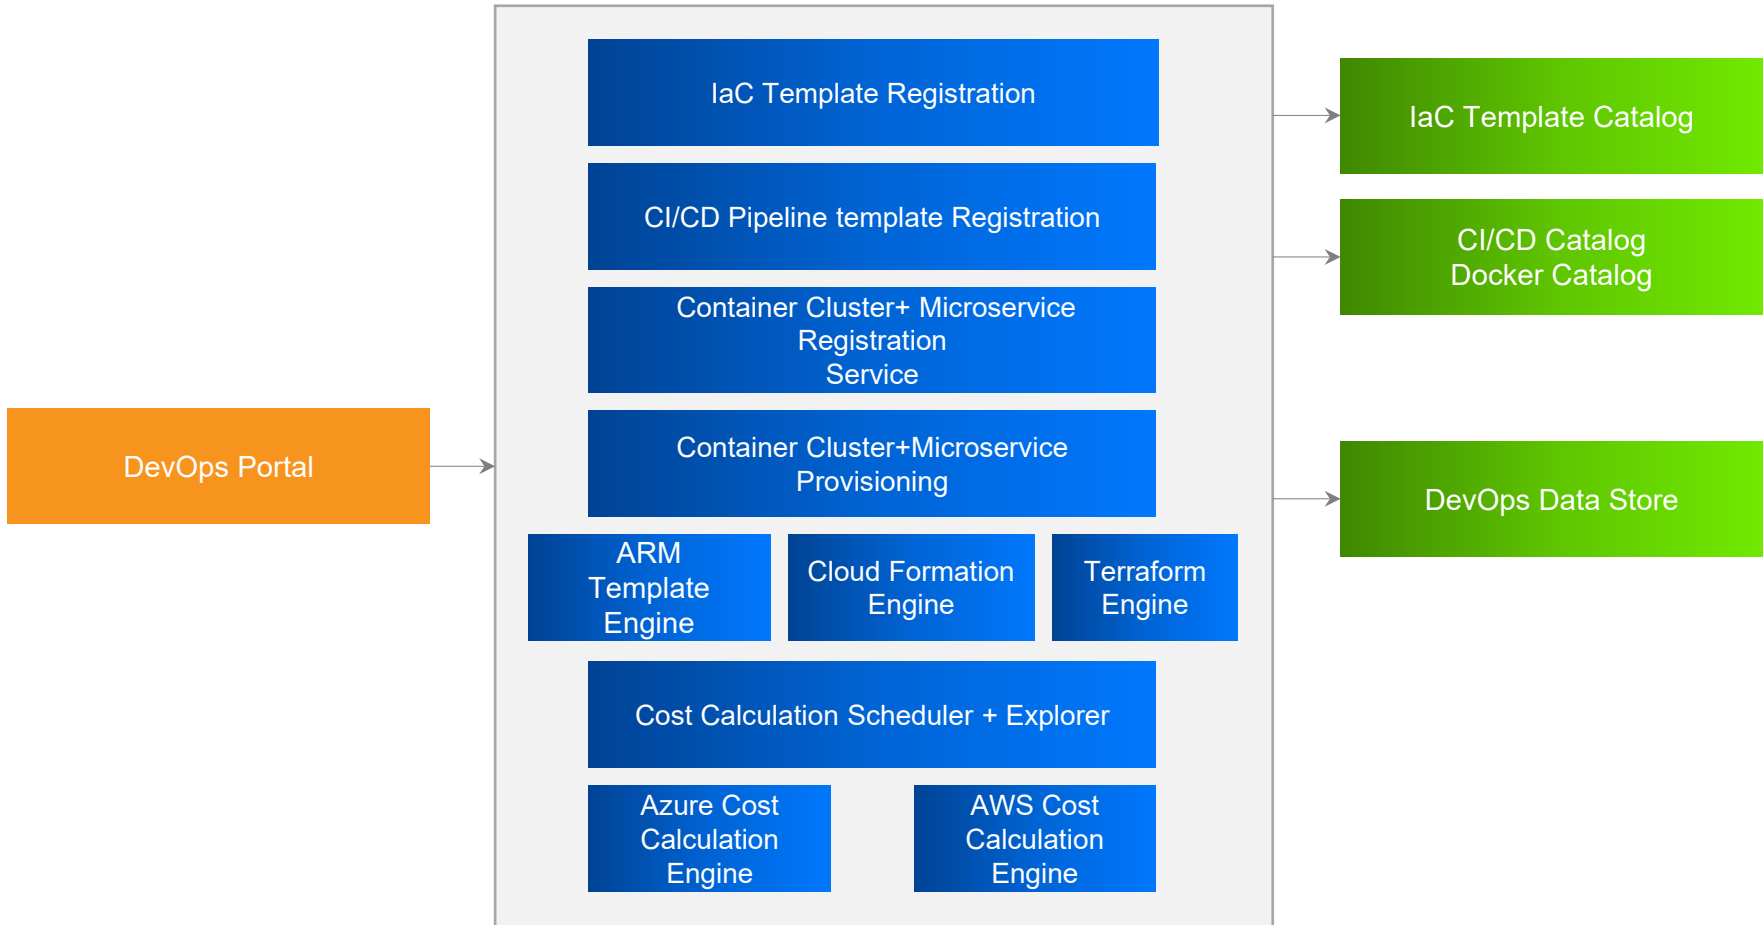 IaC Template Registration
IaC Template Catalog
CI/CD Pipeline template Registration
CI/CD Catalog
Docker Catalog
Container Cluster+ Microservice
Registration
Service
DevOps Portal
Container Cluster+Microservice
Provisioning
DevOps Data Store
ARM
Template
Engine
Cloud Formation
Engine
Terraform
Engine
Cost Calculation Scheduler + Explorer
Azure Cost
Calculation
Engine
AWS Cost
Calculation
Engine